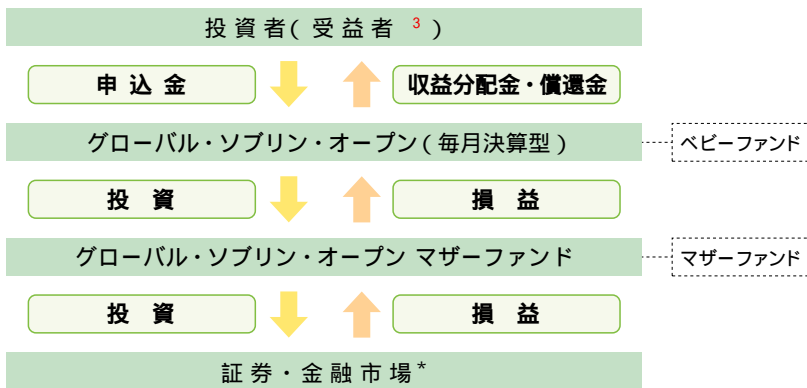 投資者(受益者 3)
申込金
収益分配金・償還金
グローバル・ソブリン・オープン(毎月決算型)
ベビーファンド
投 資
損 益
グローバル・ソブリン・オープン マザーファンド
マザーファンド
投 資
損 益
証券・金融市場*